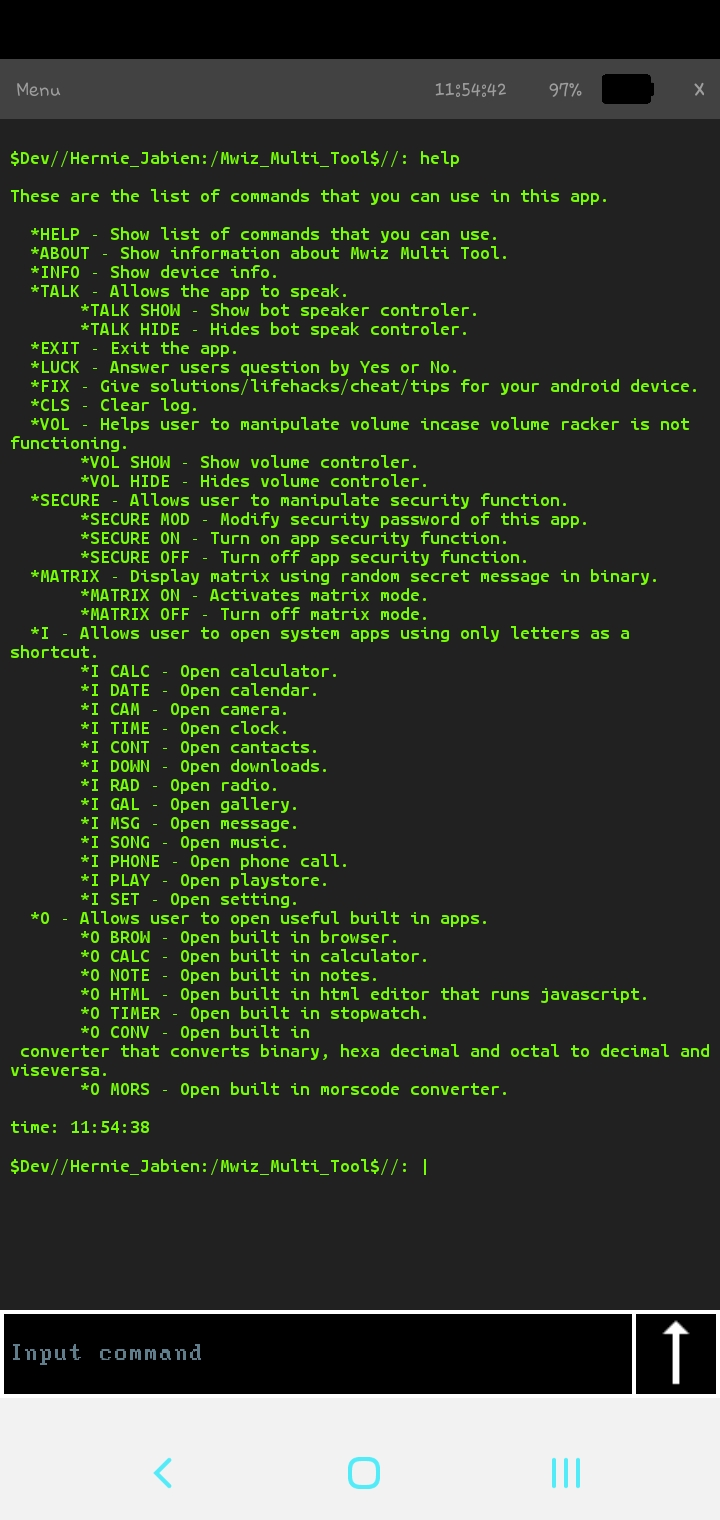 Menu 11:54:42 97% X
$Dev//Hernie_Jabien:/Mwiz_Multi_Tool$//: help
These are the list of commands that you can use in this app.
*HELP - Show list of commands that you can use.
*ABOUT - Show information about Mwiz Multi Tool.
*INFO - Show device info.
*TALK - Allows the app to speak.
*TALK SHOW - Show bot speaker controler.
*TALK HIDE - Hides bot speak controler.
*EXIT - Exit the app.
*LUCK - Answer users question by Yes or No.
*FIX - Give solutions/lifehacks/cheat/tips for your android device.
*CLS - Clear log.
*VOL - Helps user to manipulate volume incase volume racker is not
functioning.
*VOL SHOW - Show volume controler.
*VOL HIDE - Hides volume controler.
*SECURE - Allows user to manipulate security function.
*SECURE MOD - Modify security password of this app.
*SECURE ON - Turn on app security function.
*SECURE OFF - Turn off app security function.
*MATRIX - Display matrix using random secret message in binary.
*MATRIX ON - Activates matrix mode.
*MATRIX OFF - Turn off matrix mode.
*I - Allows user to open system apps using only letters as a
shortcut.
*I CALC - Open calculator.
*I DATE - Open calendar.
*I CAM - Open camera.
*I TIME - Open clock.
*I CONT - Open cantacts.
*I DOWN - Open downloads.
*I RAD - Open radio.
*I GAL - Open gallery.
*I MSG - Open message.
*I SONG - Open music.
*I PHONE - Open phone call.
*I PLAY - Open playstore.
*I SET - Open setting.
*O - Allows user to open useful built in apps.
*O BROW - Open built in browser.
*O CALC - Open built in calculator.
*O NOTE - Open built in notes.
*O HTML - Open built in html editor that runs javascript.
*O TIMER - Open built in stopwatch.
*O CONV - Open built in
converter that converts binary, hexa decimal and octal to decimal and
viseversa.
*O MORS - Open built in morscode converter.
time: 11:54:38
$Dev//Hernie_Jabien:/Mwiz_Multi_Tool$//: |
Input command